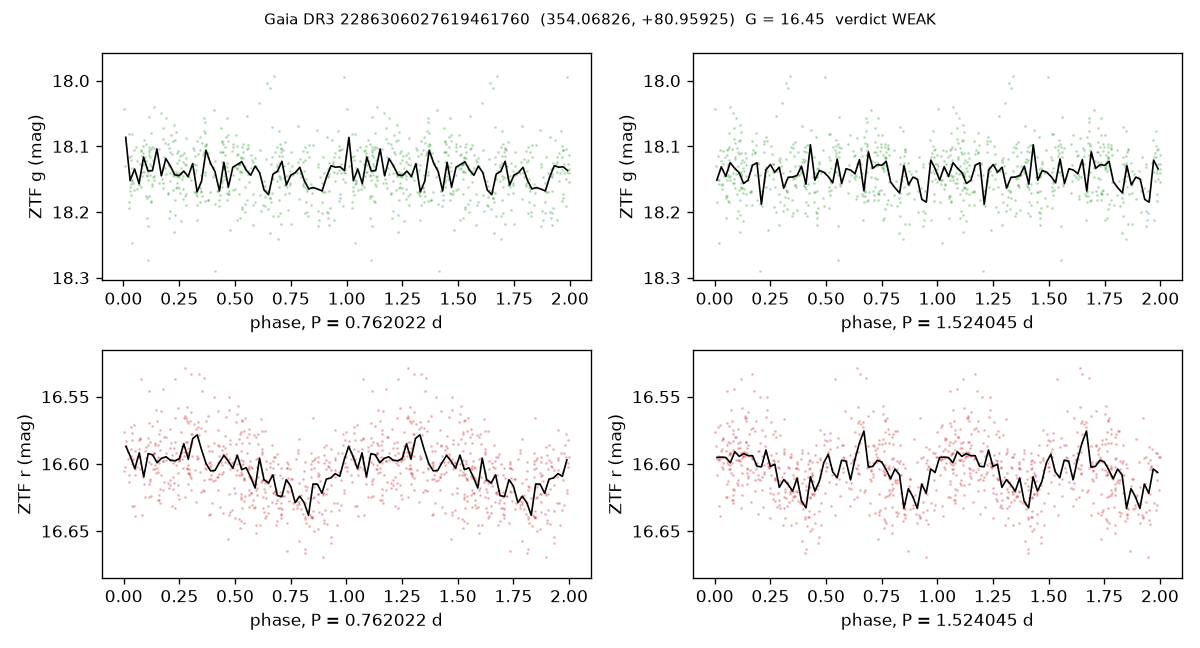 Gaia DR3 2286306027619461760 (354.06826, +80.95925) G = 16.45 verdict WEAK
ZTF g (mag)
18.0
18.1
18.2
18.3
0.00 0.25 0.50 0.75 1.00 1.25 1.50 1.75 2.00
phase, P = 0.762022 d
ZTF g (mag)
18.0
18.1
18.2
18.3
0.00 0.25 0.50 0.75 1.00 1.25 1.50 1.75 2.00
phase, P = 1.524045 d
ZTF r (mag)
16.55
16.60
16.65
0.00 0.25 0.50 0.75 1.00 1.25 1.50 1.75 2.00
phase, P = 0.762022 d
ZTF r (mag)
16.55
16.60
16.65
0.00 0.25 0.50 0.75 1.00 1.25 1.50 1.75 2.00
phase, P = 1.524045 d